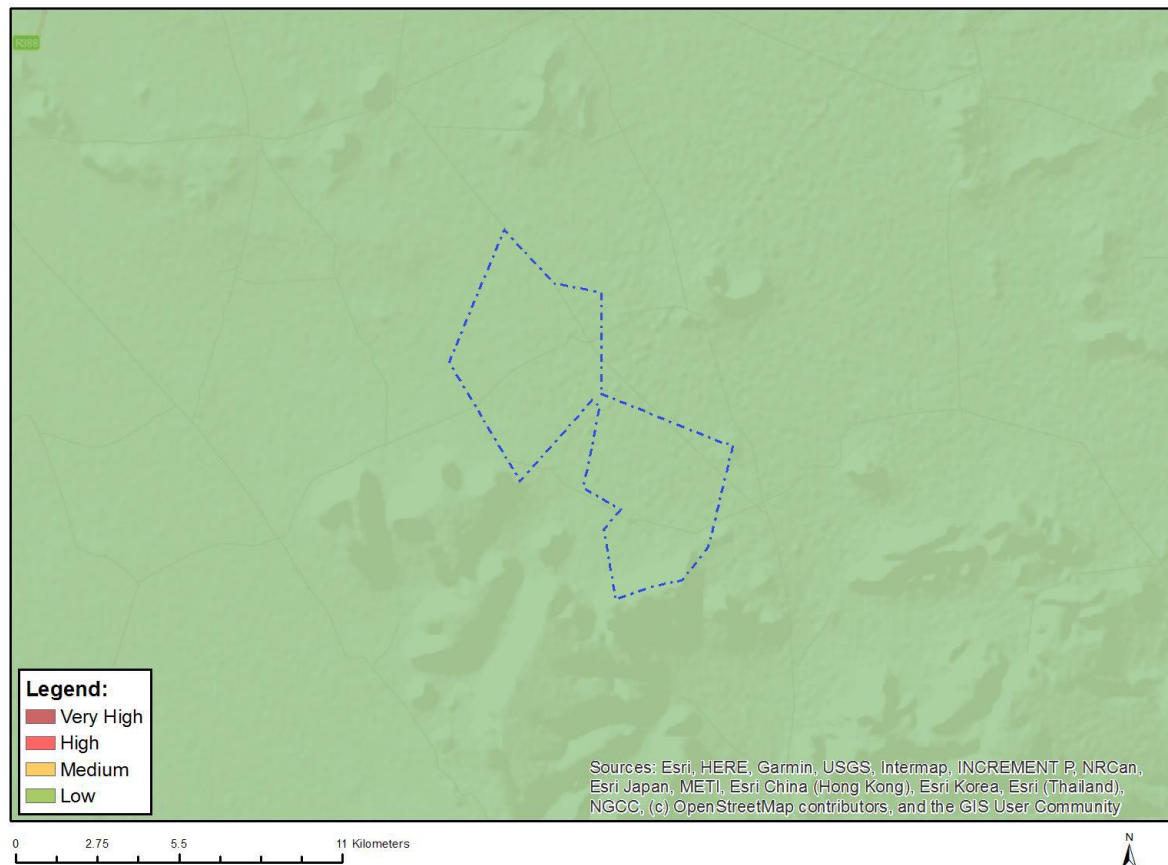 R388
Legend:
Very High
High
Medium
Low
Sources: Esri, HERE, Garmin, USGS, Intermap, INCREMENT P, NRCan,
Esri Japan, METI, Esri China (Hong Kong), Esri Korea, Esri (Thailand),
NGCC, (c) OpenStreetMap contributors, and the GIS User Community
0 2.75 5.5 11 Kilometers
N